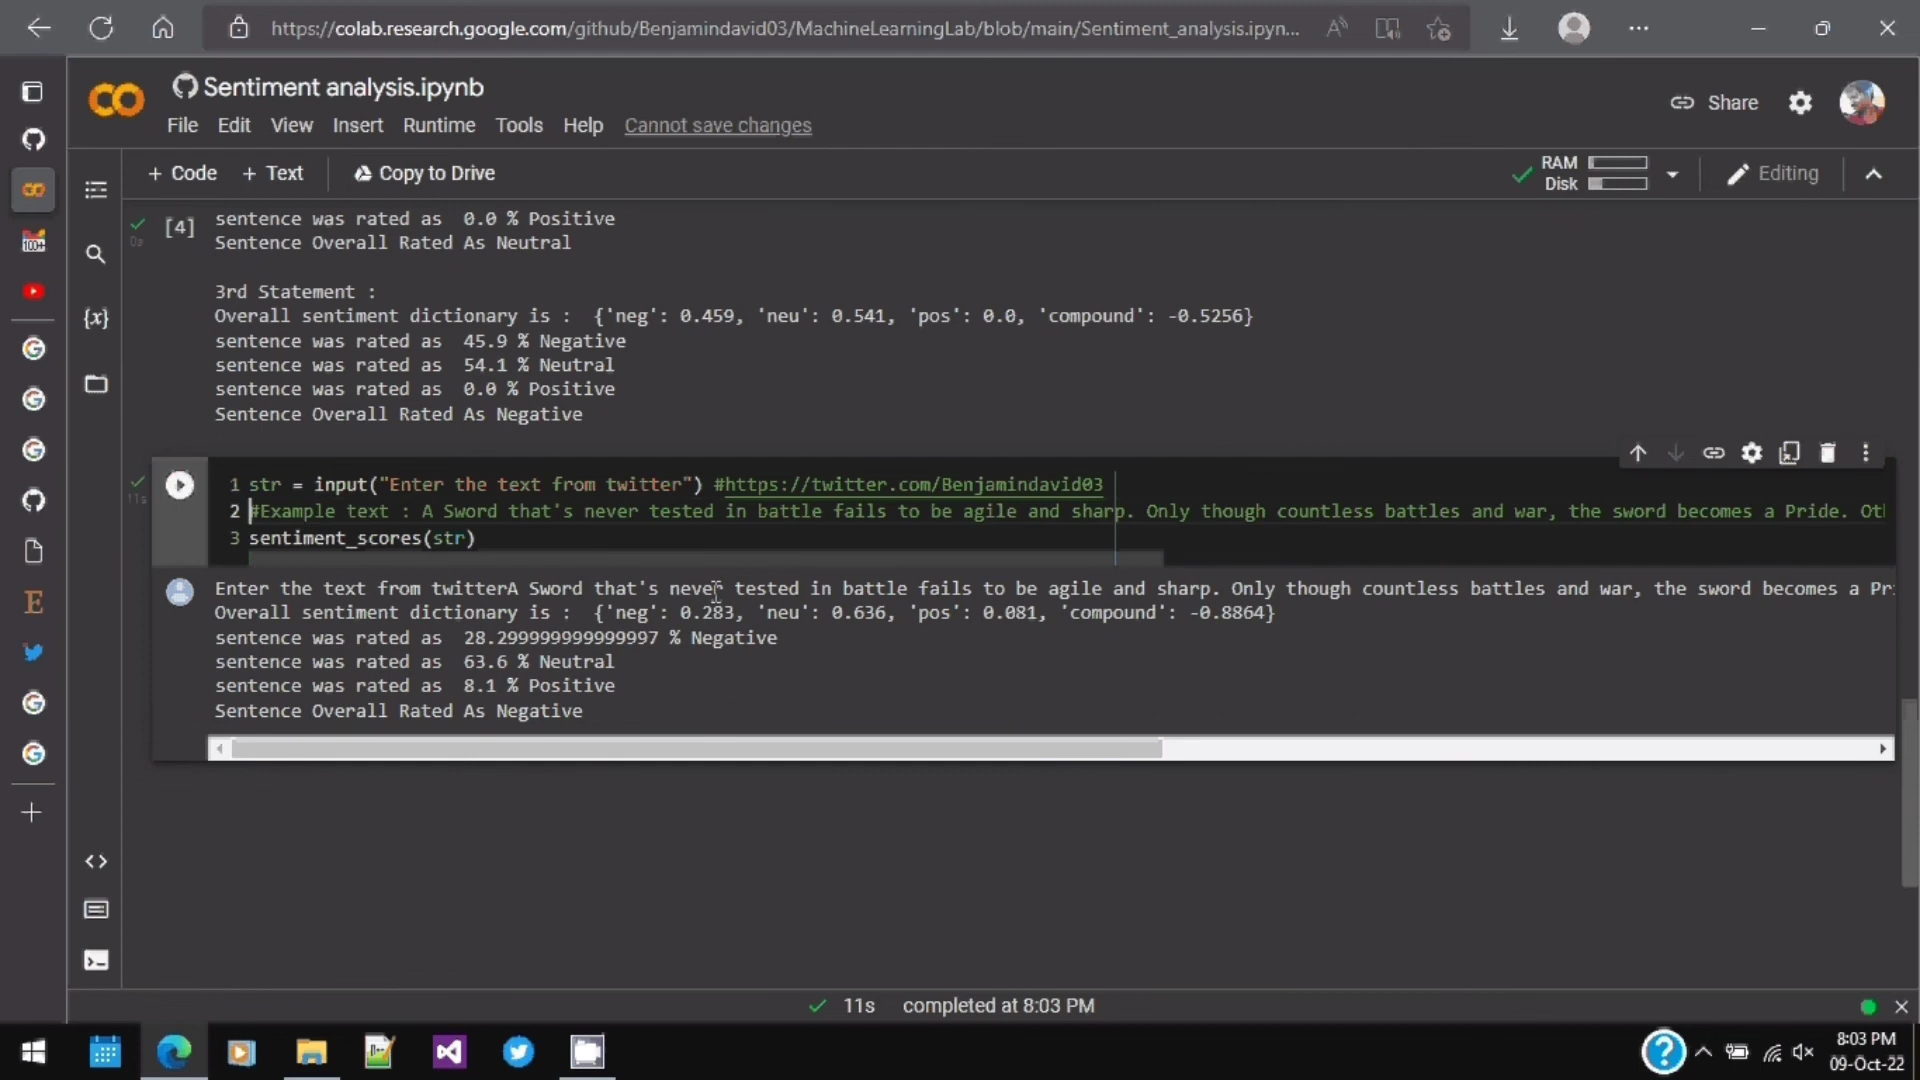 https://colab.research.google.com/github/Benjamindavid03/MachineLearningLab/blob/main/Sentiment_analysis.ipyn...
Sentiment analysis.ipynb
Share
File Edit View Insert Runtime Tools Help Cannot save changes
+ Code + Text Copy to Drive
RAM
Disk
Editing
[4]
0s
sentence was rated as  0.0 % Positive
Sentence Overall Rated As Neutral
3rd Statement :
Overall sentiment dictionary is :  {'neg': 0.459, 'neu': 0.541, 'pos': 0.0, 'compound': -0.5256}
sentence was rated as  45.9 % Negative
sentence was rated as  54.1 % Neutral
sentence was rated as  0.0 % Positive
Sentence Overall Rated As Negative
11s
1 str = input("Enter the text from twitter") #https://twitter.com/Benjamindavid03
2 #Example text : A Sword that's never tested in battle fails to be agile and sharp. Only though countless battles and war, the sword becomes a Pride. Ot
3 sentiment_scores(str)
Enter the text from twitterA Sword that's never tested in battle fails to be agile and sharp. Only though countless battles and war, the sword becomes a Pr
Overall sentiment dictionary is :  {'neg': 0.283, 'neu': 0.636, 'pos': 0.081, 'compound': -0.8864}
sentence was rated as  28.299999999999997 % Negative
sentence was rated as  63.6 % Neutral
sentence was rated as  8.1 % Positive
Sentence Overall Rated As Negative
11s completed at 8:03 PM
8:03 PM
09-Oct-22